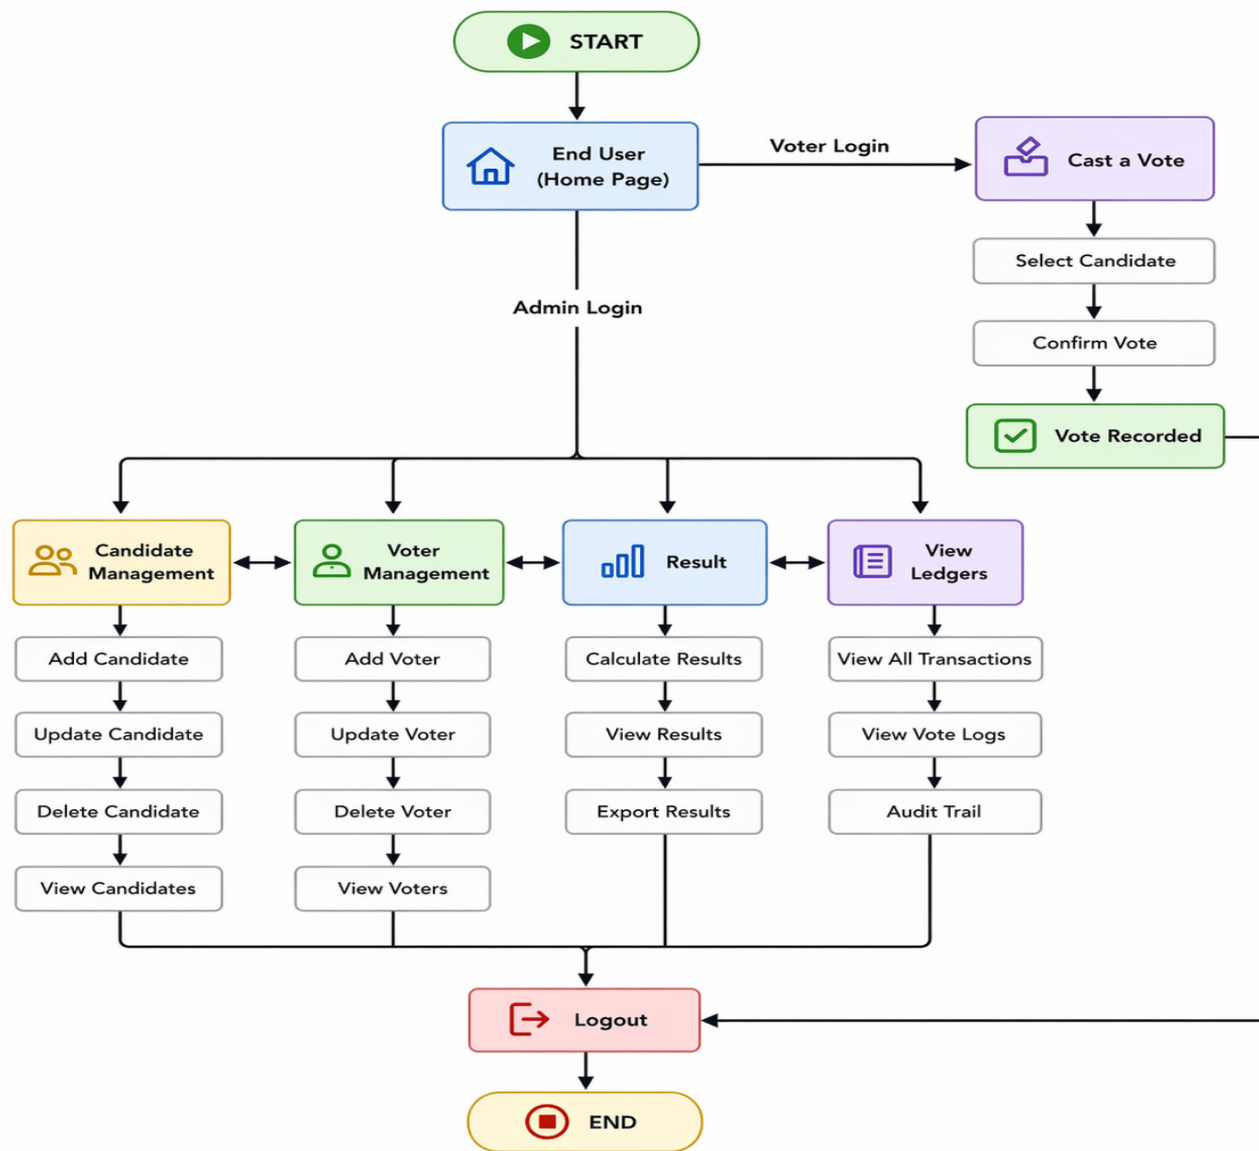 START
End User
(Home Page)
Voter Login
Cast a Vote
Select Candidate
Admin Login
Confirm Vote
Vote Recorded
Candidate
Management
Voter
Management
Result
View
Ledgers
Add Candidate
Add Voter
Calculate Results
View All Transactions
Update Candidate
Update Voter
View Results
View Vote Logs
Delete Candidate
Delete Voter
Export Results
Audit Trail
View Candidates
View Voters
Logout
END